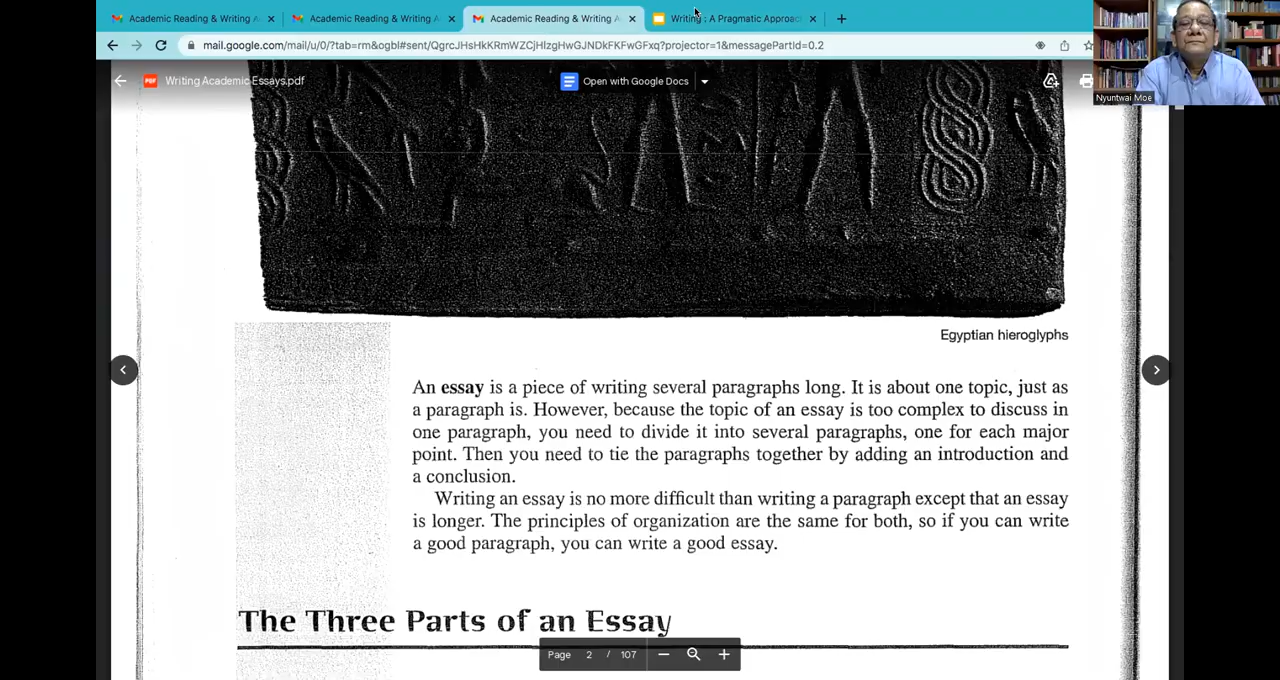 Academic Reading & Writing A
Academic Reading & Writing A
Academic Reading & Writing A
Writing : A Pragmatic Approac
mail.google.com/mail/u/0/?tab=rm&ogbl#sent/QgrcJHsHkKRmWZCjHlzgHwGJNDkFKFwGFxq?projector=1&messagePartId=0.2
PDF
Writing Academic Essays.pdf
Open with Google Docs
Nyuntwai Moe
Egyptian hieroglyphs
An essay is a piece of writing several paragraphs long. It is about one topic, just as
a paragraph is. However, because the topic of an essay is too complex to discuss in
one paragraph, you need to divide it into several paragraphs, one for each major
point. Then you need to tie the paragraphs together by adding an introduction and
a conclusion.
Writing an essay is no more difficult than writing a paragraph except that an essay
is longer. The principles of organization are the same for both, so if you can write
a good paragraph, you can write a good essay.
The Three Parts of an Essay
Page 2 / 107